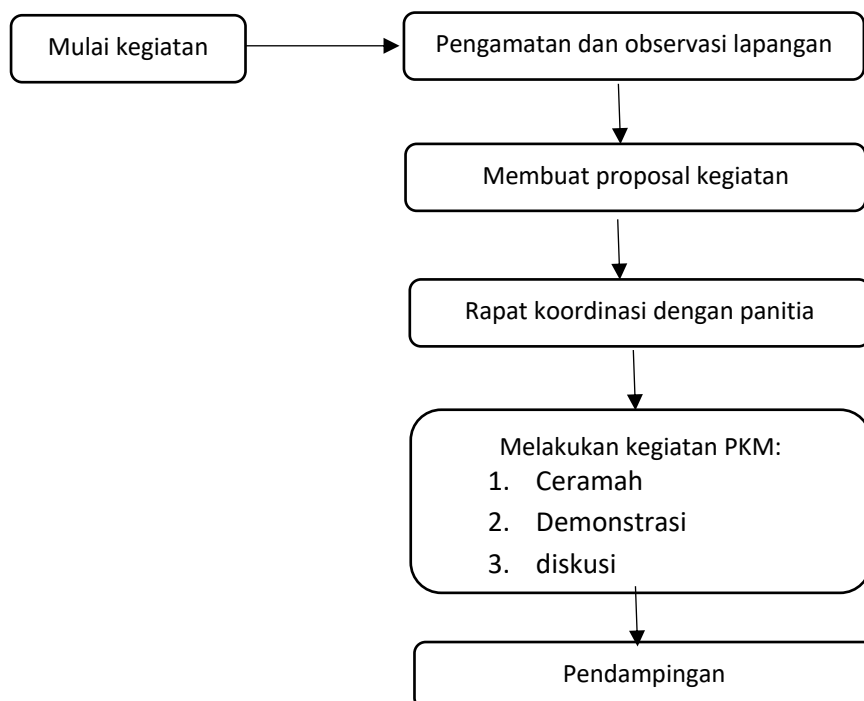 Mulai kegiatan
Pengamatan dan observasi lapangan
Membuat proposal kegiatan
Rapat koordinasi dengan panitia
Melakukan kegiatan PKM:
1. Ceramah
2. Demonstrasi
3. diskusi
Pendampingan